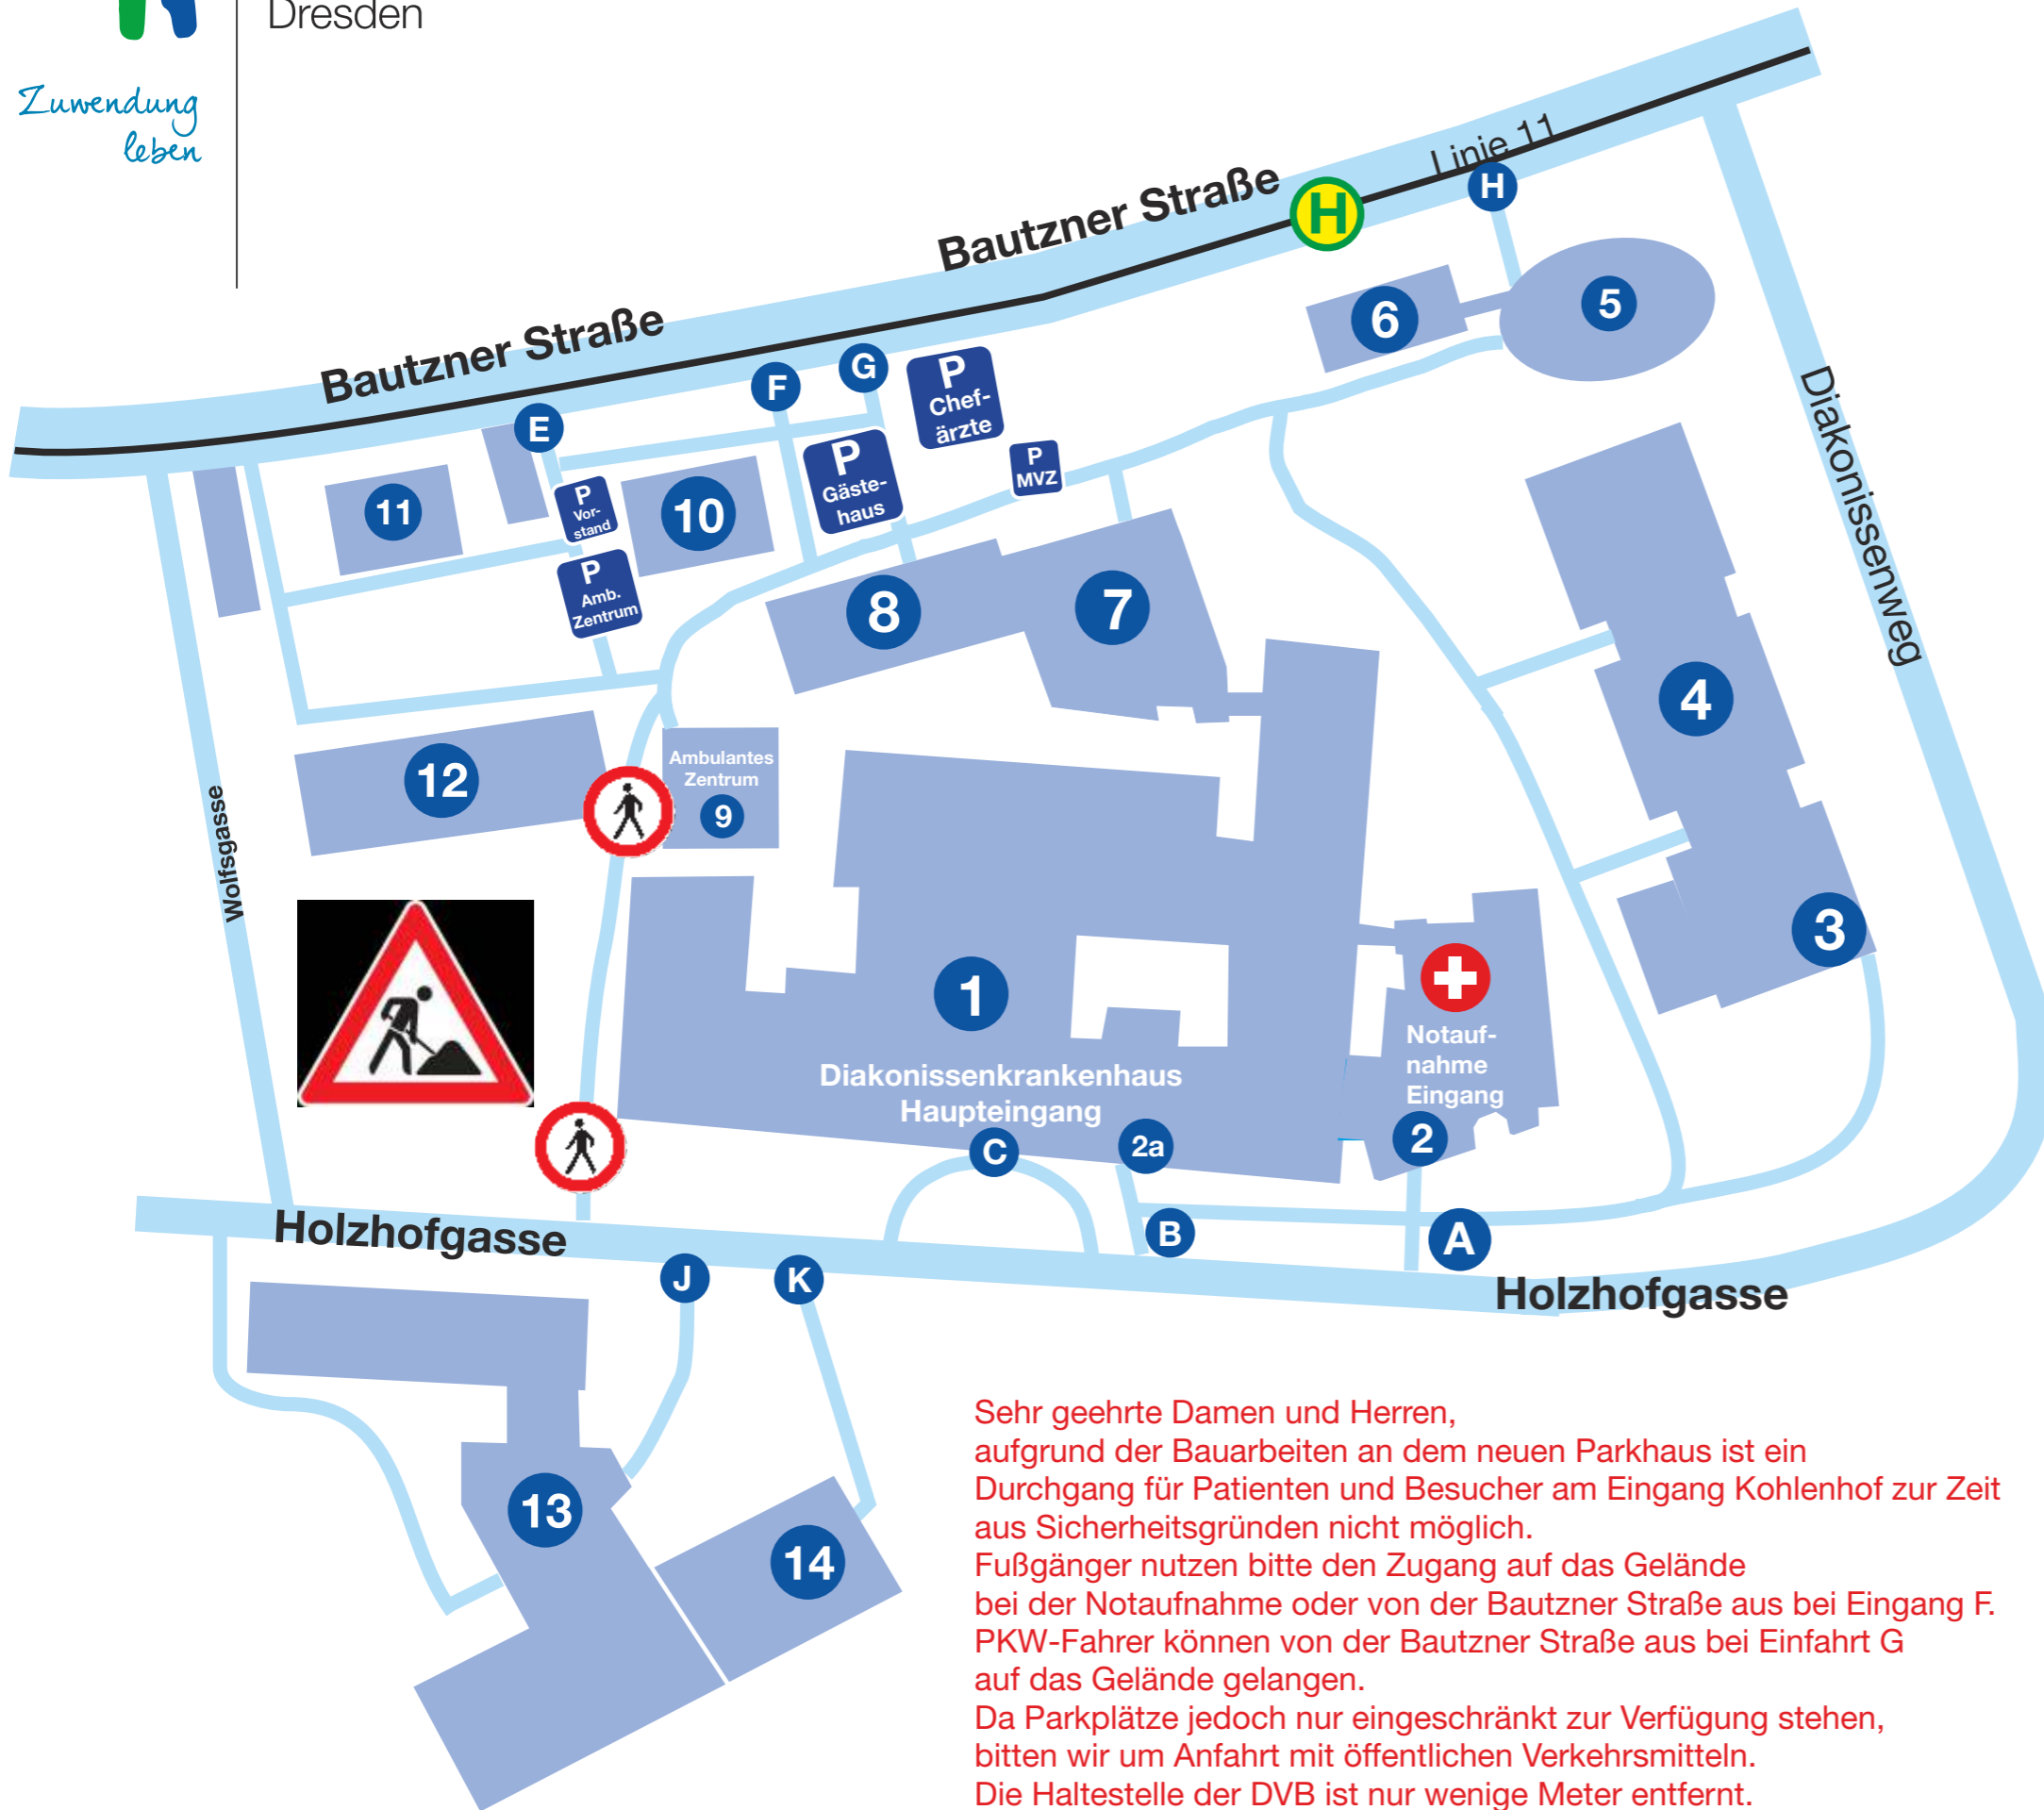 Dresden
Zuwendung
leben
Linie 11
Bautzner Straße
H
H
Bautzner Straße
6
5
G
F
P
Chef-
ärzte
E
P
Gäste-
haus
P
MVZ
Diakonissenweg
11
P
Vor-
stand
10
P
Amb.
Zentrum
8
7
4
12
Ambulantes
Zentrum
9
Wolfsgasse
3
1
Notauf-
nahme
Eingang
Diakonissenkrankenhaus
Haupteingang
C
2a
2
Holzhofgasse
B
A
J
K
Holzhofgasse
13
14
Sehr geehrte Damen und Herren,
aufgrund der Bauarbeiten an dem neuen Parkhaus ist ein
Durchgang für Patienten und Besucher am Eingang Kohlenhof zur Zeit
aus Sicherheitsgründen nicht möglich.
Fußgänger nutzen bitte den Zugang auf das Gelände
bei der Notaufnahme oder von der Bautzner Straße aus bei Eingang F.
PKW-Fahrer können von der Bautzner Straße aus bei Einfahrt G
auf das Gelände gelangen.
Da Parkplätze jedoch nur eingeschränkt zur Verfügung stehen,
bitten wir um Anfahrt mit öffentlichen Verkehrsmitteln.
Die Haltestelle der DVB ist nur wenige Meter entfernt.